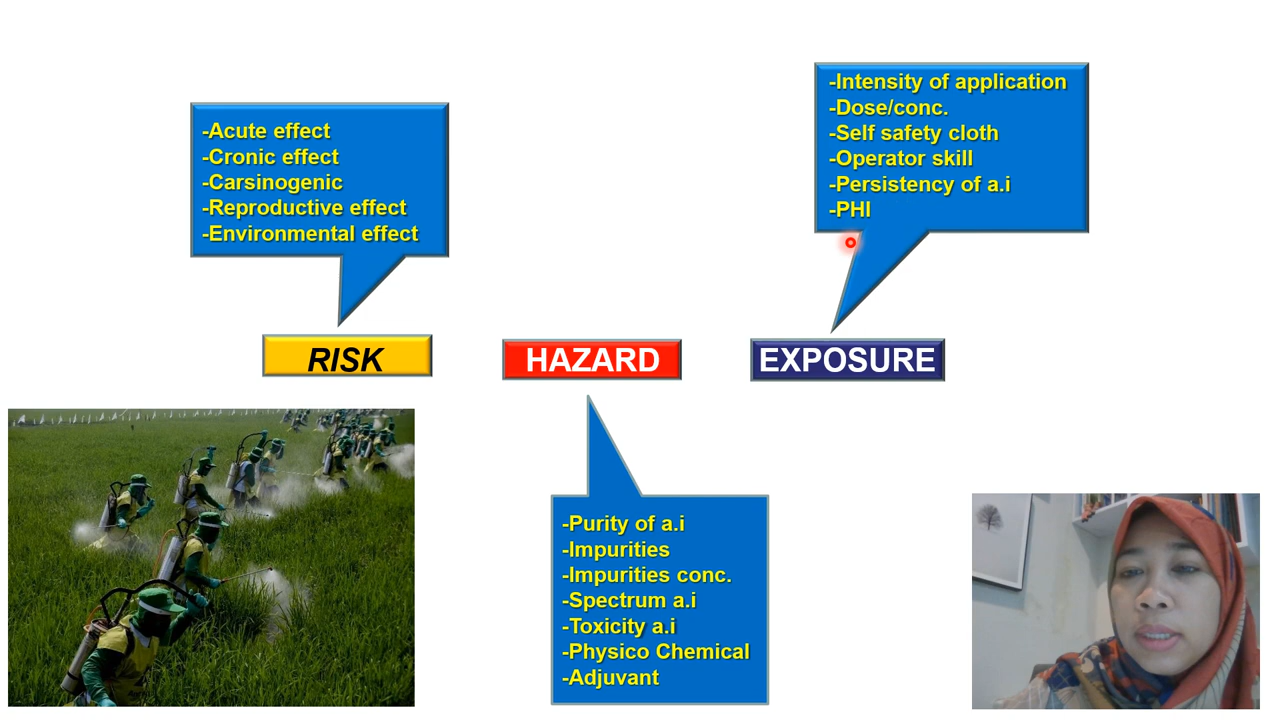 -Acute effect
-Cronic effect
-Carsinogenic
-Reproductive effect
-Environmental effect
-Intensity of application
-Dose/conc.
-Self safety cloth
-Operator skill
-Persistency of a.i
-PHI
RISK
HAZARD
EXPOSURE
-Purity of a.i
-Impurities
-Impurities conc.
-Spectrum a.i
-Toxicity a.i
-Physico Chemical
-Adjuvant